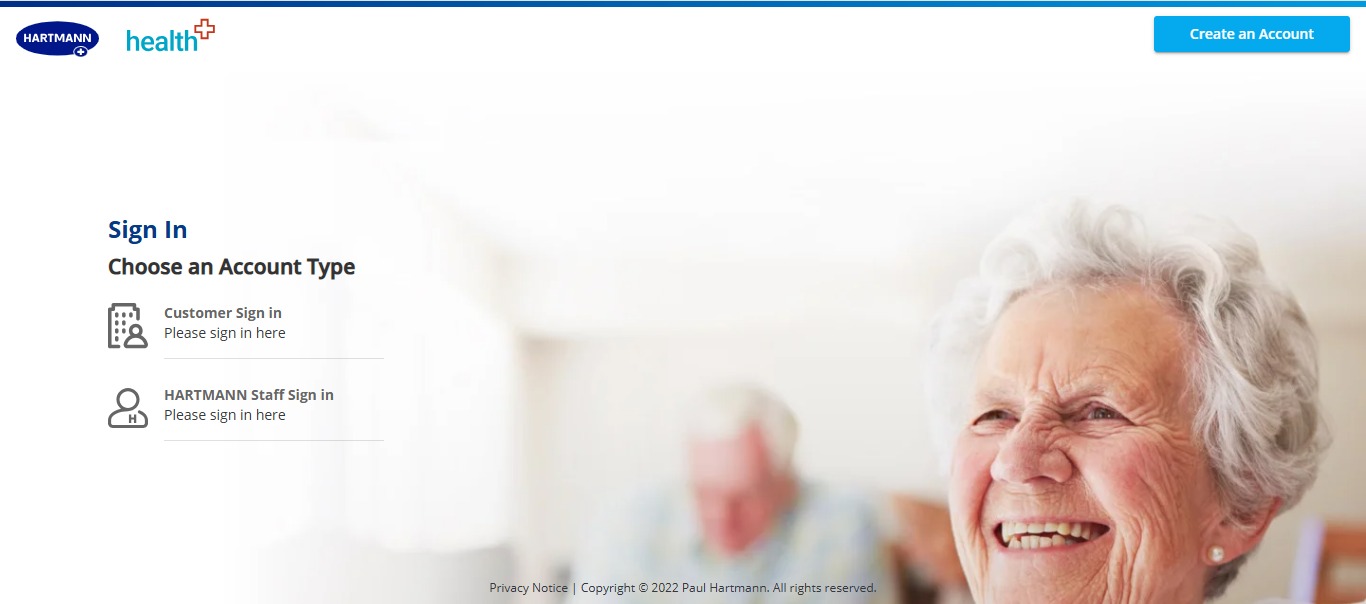 HARTMANN
health
Create an Account
Sign In
Choose an Account Type
Customer Sign in
Please sign in here
H
HARTMANN Staff Sign in
Please sign in here
Privacy Notice | Copyright © 2022 Paul Hartmann. All rights reserved.